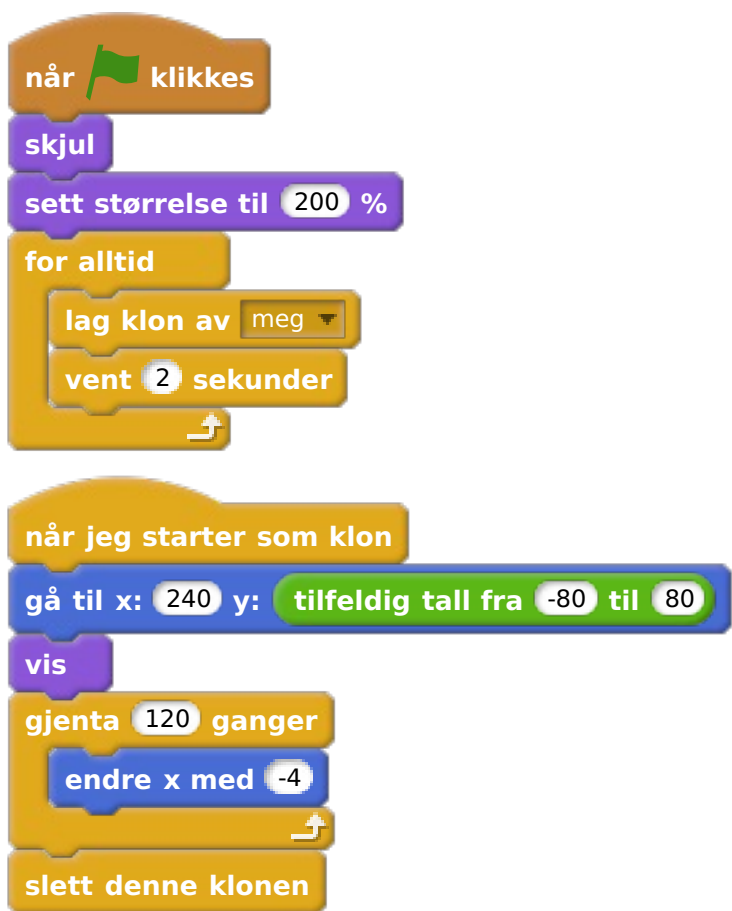 når klikkes
skjul
sett størrelse til 200 %
for alltid
lag klon av meg
vent 2 sekunder
når jeg starter som klon
gå til x: 240 y: tilfeldig tall fra -80 til 80
vis
gjenta 120 ganger
endre x med -4
slett denne klonen